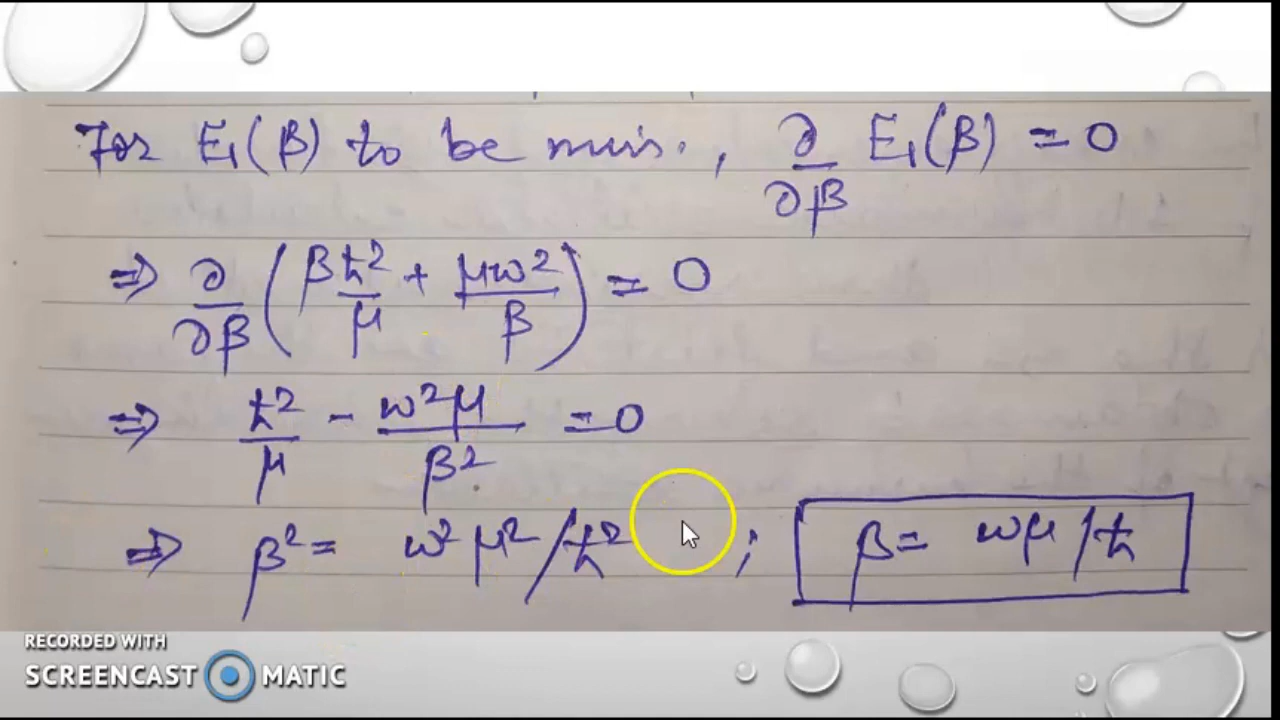 For E₁(β) to be min., ∂/∂β E₁(β) = 0
⇒ ∂/∂β (βħ²/μ + μω²/β) = 0
⇒ ħ²/μ - ω²μ/β² = 0
⇒ β² = ω²μ²/ħ² ; β = ωμ/ħ
RECORDED WITH
SCREENCAST MATIC